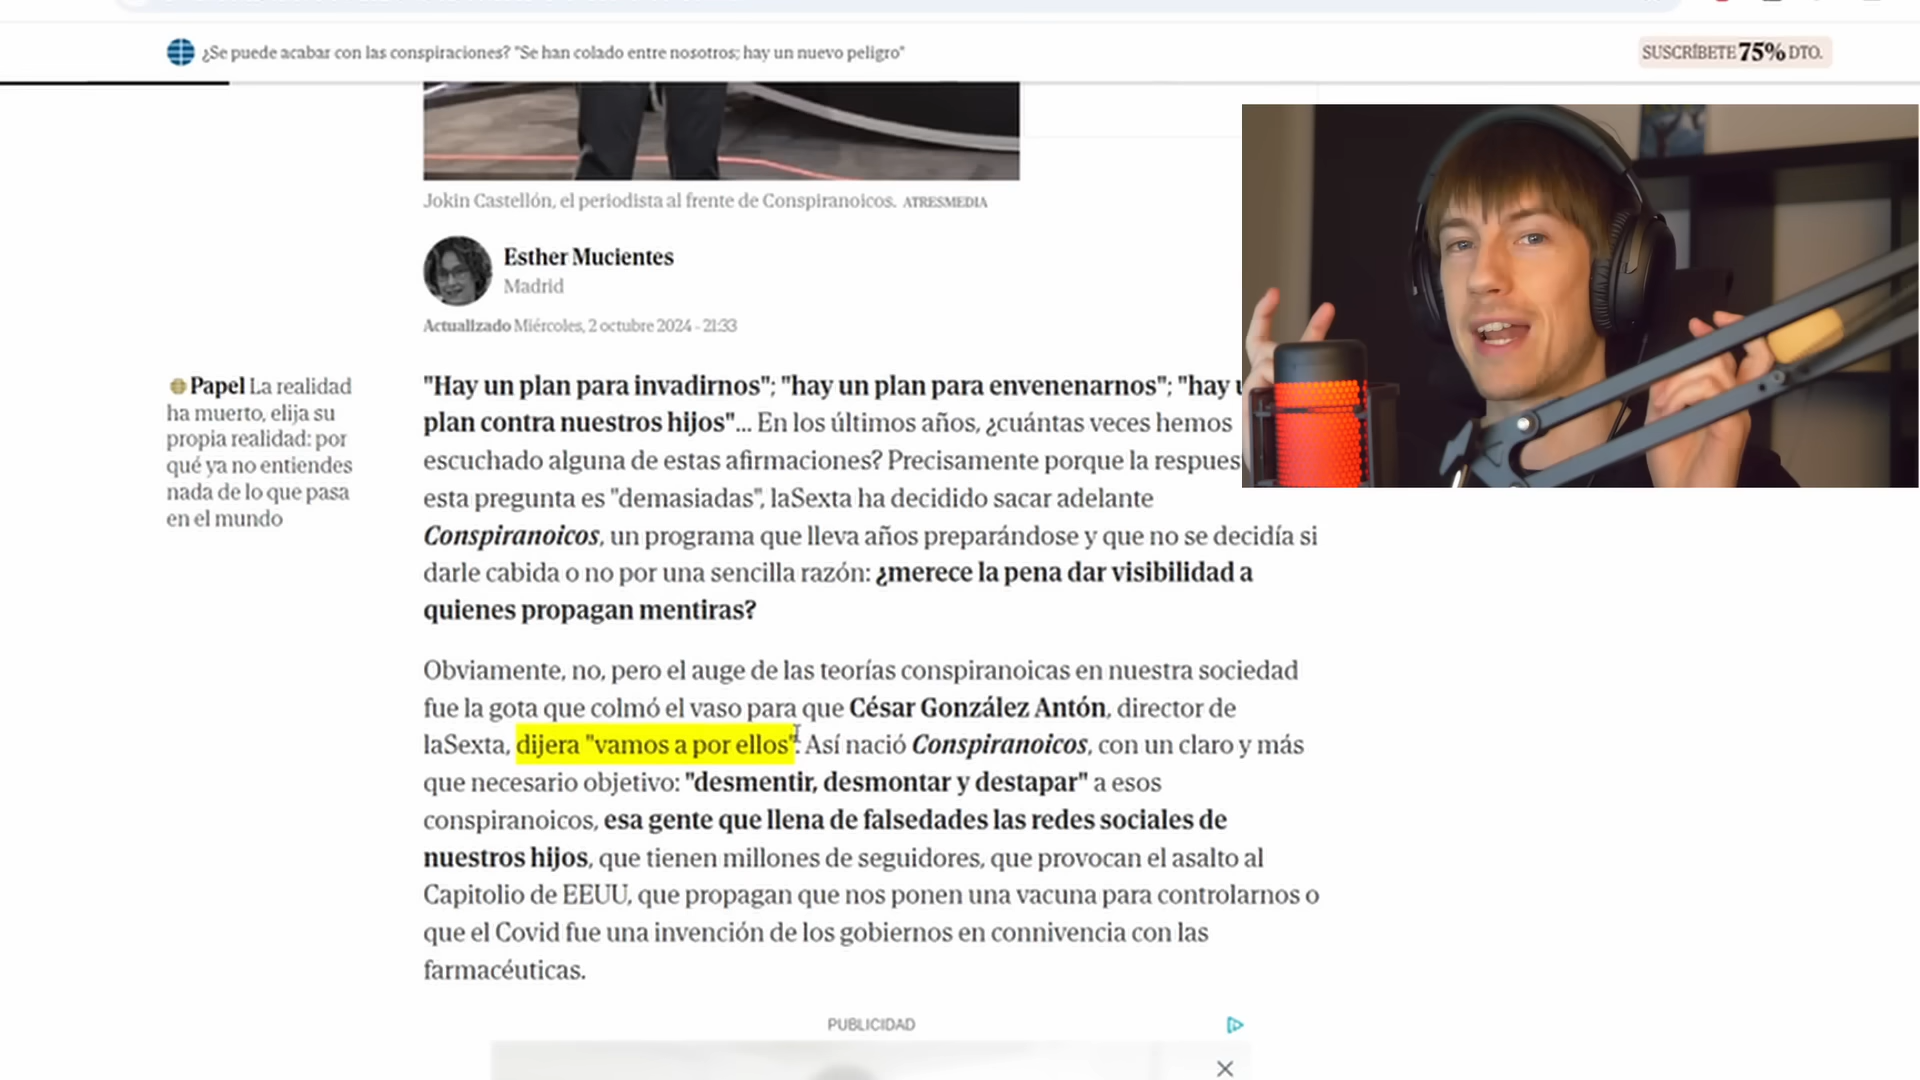 ¿Se puede acabar con las conspiraciones? "Se han colado entre nosotros; hay un nuevo peligro"
SUSCRÍBETE 75% DTO.
Jokin Castellón, el periodista al frente de Conspiranoicos. ATRESMEDIA
Esther Mucientes
Madrid
Actualizado Miércoles, 2 octubre 2024 - 21:33
Papel La realidad
ha muerto, elija su
propia realidad: por
qué ya no entiendes
nada de lo que pasa
en el mundo
"Hay un plan para invadirnos"; "hay un plan para envenenarnos"; "hay
plan contra nuestros hijos"... En los últimos años, ¿cuántas veces hemos
escuchado alguna de estas afirmaciones? Precisamente porque la respues
esta pregunta es "demasiadas", laSexta ha decidido sacar adelante
Conspiranoicos, un programa que lleva años preparándose y que no se decidía si
darle cabida o no por una sencilla razón: ¿merece la pena dar visibilidad a
quienes propagan mentiras?
Obviamente, no, pero el auge de las teorías conspiranoicas en nuestra sociedad
fue la gota que colmó el vaso para que César González Antón, director de
laSexta, dijera "vamos a por ellos". Así nació Conspiranoicos, con un claro y más
que necesario objetivo: "desmentir, desmontar y destapar" a esos
conspiranoicos, esa gente que llena de falsedades las redes sociales de
nuestros hijos, que tienen millones de seguidores, que provocan el asalto al
Capitolio de EEUU, que propagan que nos ponen una vacuna para controlarnos o
que el Covid fue una invención de los gobiernos en connivencia con las
farmacéuticas.
PUBLICIDAD